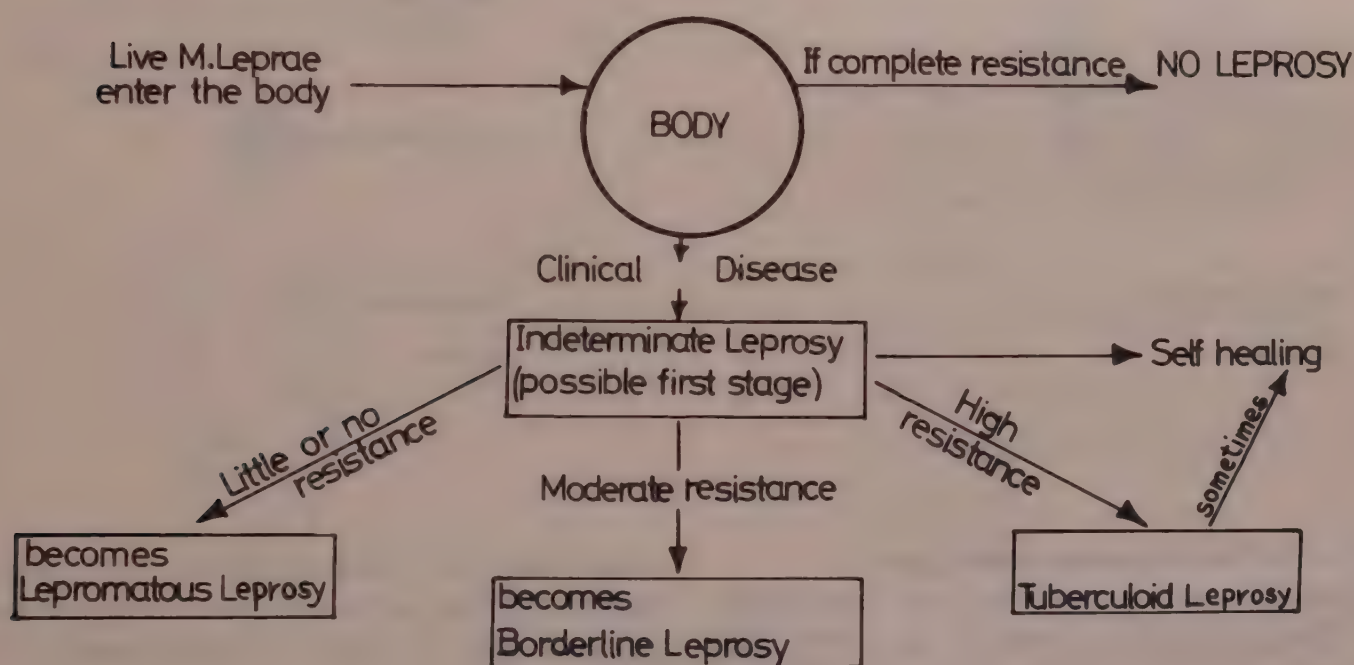 Live M.Leprae
enter the body
BODY
If complete resistance
NO LEPROSY
Clinical Disease
Indeterminate Leprosy
(possible first stage)
Self healing
Little or no
resistance
Moderate resistance
High
resistance
sometimes
becomes
Lepromatous Leprosy
becomes
Borderline Leprosy
Tuberculoid Leprosy